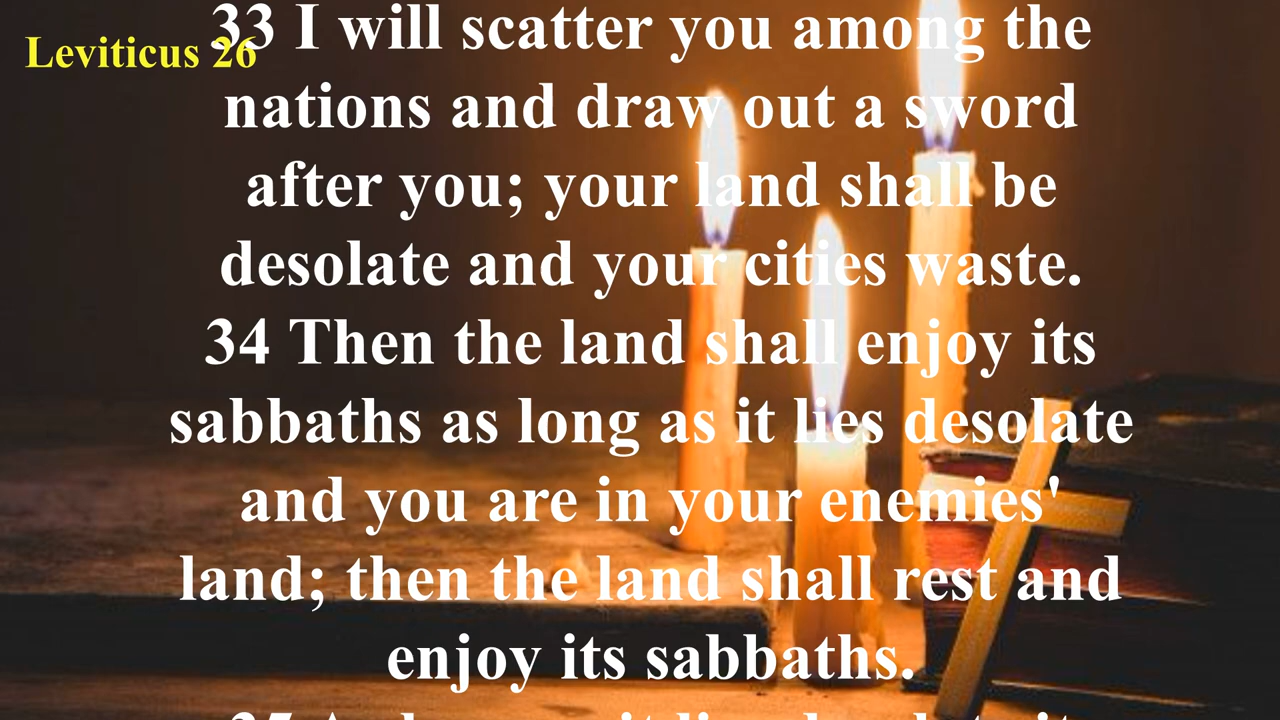 Leviticus 26
33 I will scatter you among the
nations and draw out a sword
after you; your land shall be
desolate and your cities waste.
34 Then the land shall enjoy its
sabbaths as long as it lies desolate
and you are in your enemies'
land; then the land shall rest and
enjoy its sabbaths.